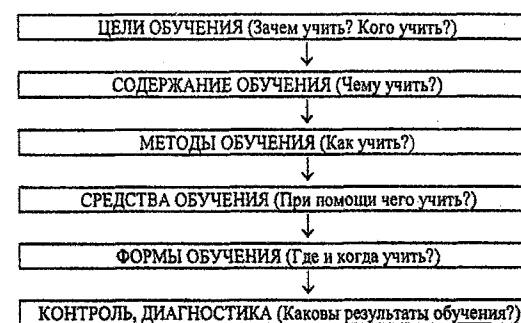 ЦЕЛИ ОБУЧЕНИЯ (Зачем учить? Кого учить?)
СОДЕРЖАНИЕ ОБУЧЕНИЯ (Чему учить?)
МЕТОДЫ ОБУЧЕНИЯ (Как учить?)
СРЕДСТВА ОБУЧЕНИЯ (При помощи чего учить?)
ФОРМЫ ОБУЧЕНИЯ (Где и когда учить?)
КОНТРОЛЬ, ДИАГНОСТИКА (Каковы результаты обучения?)